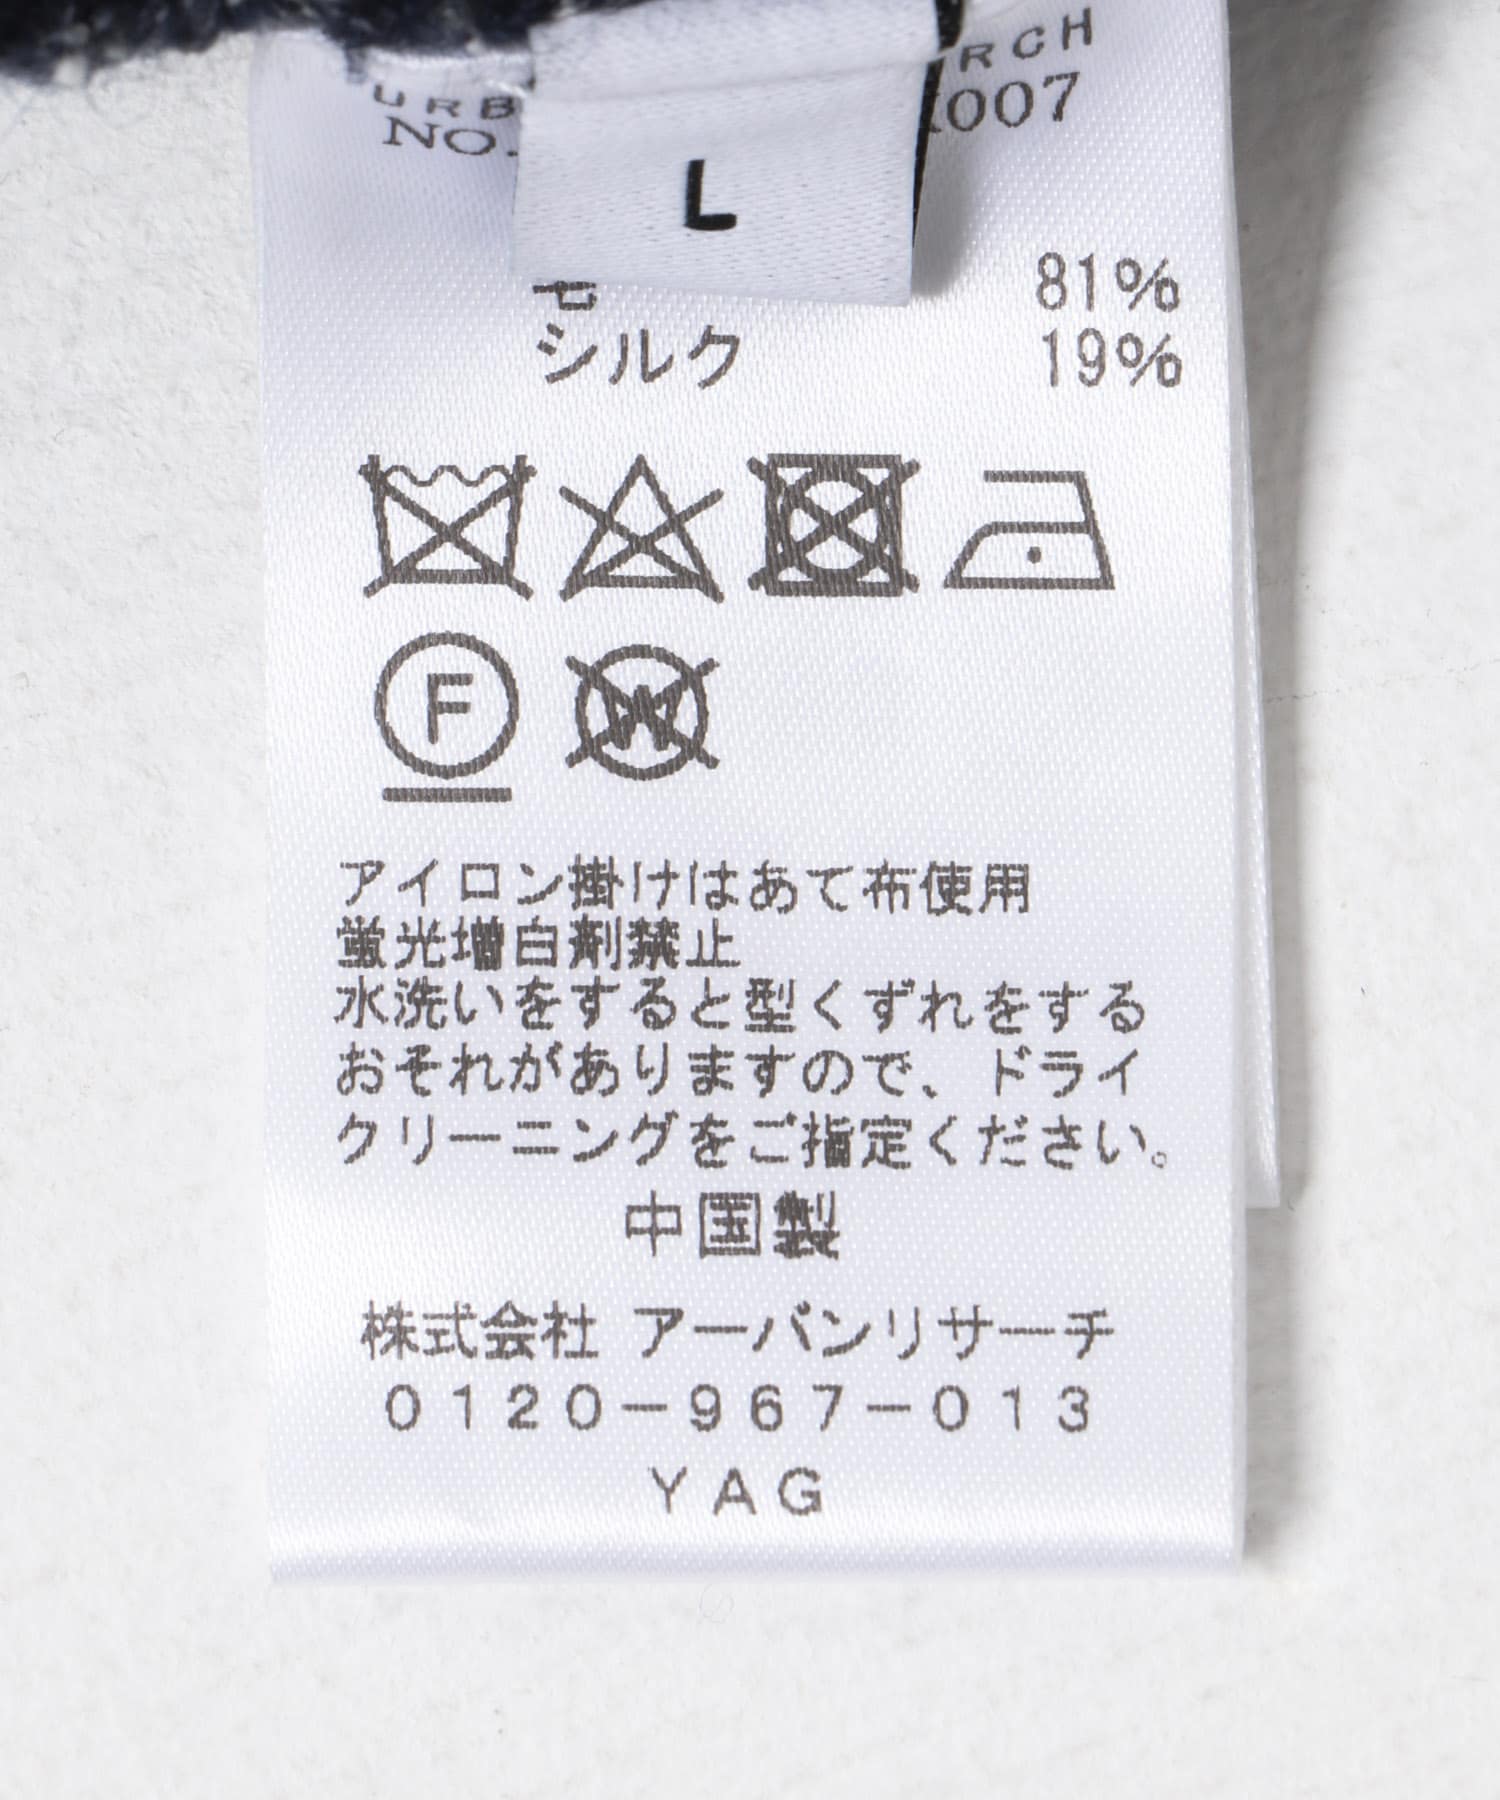 NO.
007
L
毛 81%
シルク 19%
F
W
アイロン掛けはあて布使用
蛍光増白剤禁止
水洗いをすると型くずれをする
おそれがありますので、ドライ
クリーニングをご指定ください。
中国製
株式会社 アーバンリサーチ
0120-967-013
YAG